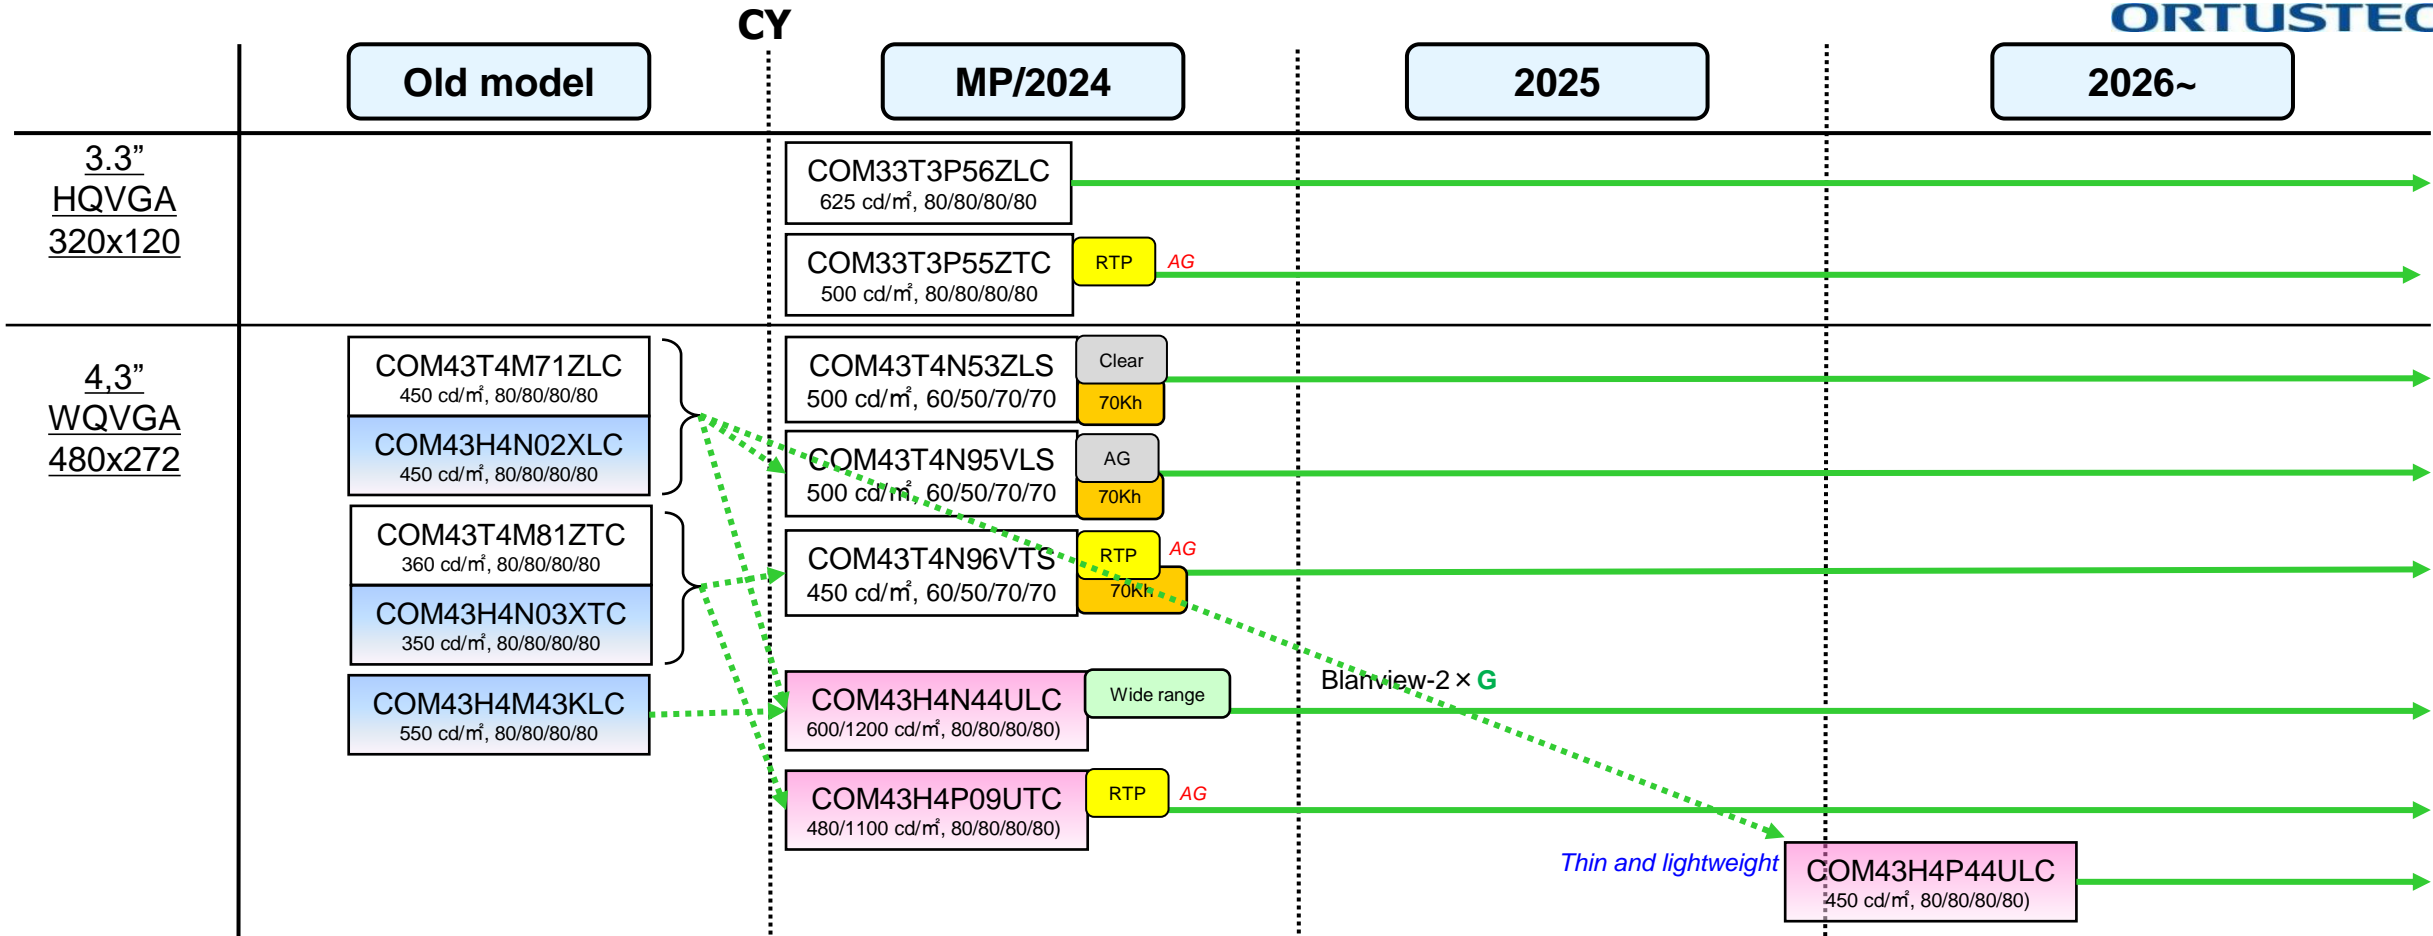 CY
ORTUSTEC
Old model
MP/2024
2025
2026~
3.3”
HQVGA
320x120
COM33T3P56ZLC
625 cd/㎡, 80/80/80/80
COM33T3P55ZTC
500 cd/㎡, 80/80/80/80
RTP
AG
4,3”
WQVGA
480x272
COM43T4M71ZLC
450 cd/㎡, 80/80/80/80
COM43H4N02XLC
450 cd/㎡, 80/80/80/80
COM43T4M81ZTC
360 cd/㎡, 80/80/80/80
COM43H4N03XTC
350 cd/㎡, 80/80/80/80
COM43H4M43KLC
550 cd/㎡, 80/80/80/80
COM43T4N53ZLS
500 cd/㎡, 60/50/70/70
Clear
70Kh
COM43T4N95VLS
500 cd/㎡, 60/50/70/70
AG
70Kh
COM43T4N96VTS
450 cd/㎡, 60/50/70/70
RTP
AG
70Kh
COM43H4N44ULC
600/1200 cd/㎡, 80/80/80/80)
Wide range
Blanview-2×G
COM43H4P09UTC
480/1100 cd/㎡, 80/80/80/80)
RTP
AG
Thin and lightweight
COM43H4P44ULC
450 cd/㎡, 80/80/80/80)